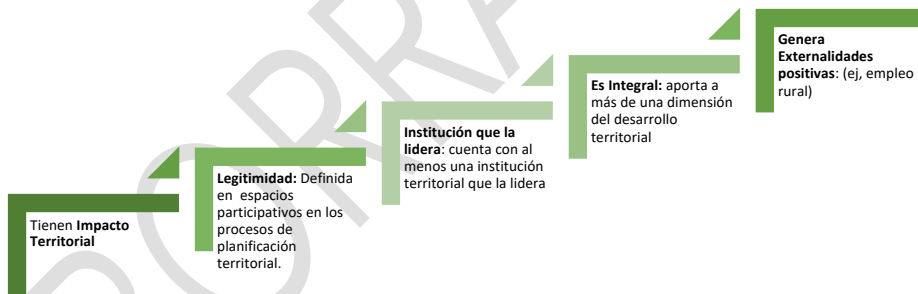 Tienen Impacto
Territorial
Legitimidad: Definida
en espacios
participativos en los
procesos de
planificación
territorial.
Institución que la
lidera: cuenta con al
menos una institución
territorial que la lidera
Es Integral: aporta a
más de una dimensión
del desarrollo
territorial
Genera
Externalidades
positivas: (ej, empleo
rural)